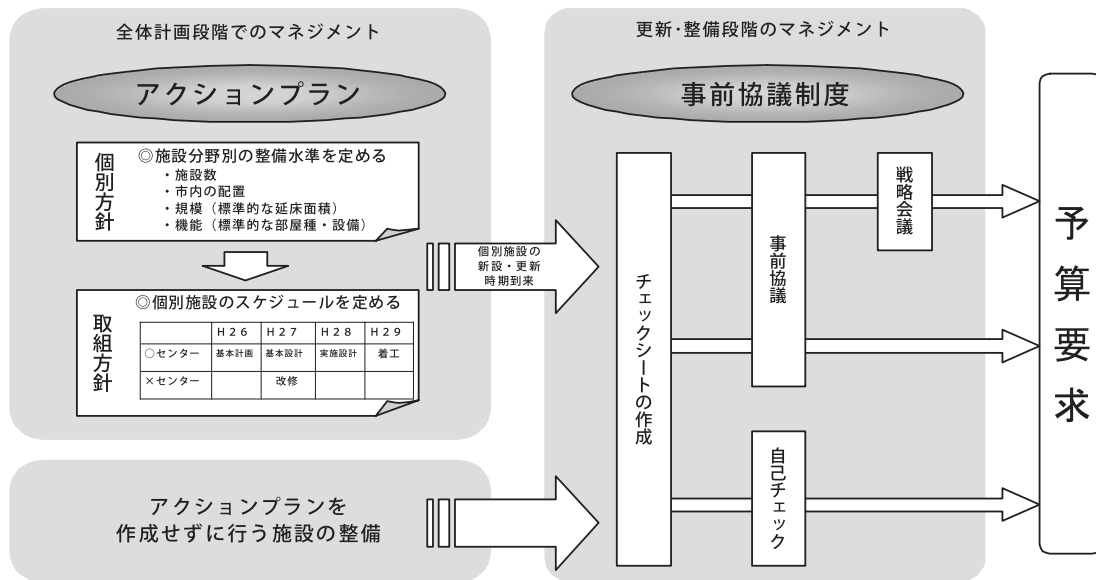 全体計画段階でのマネジメント
アクションプラン
個別方針
◎施設分野別の整備水準を定める
・施設数
・市内の配置
・規模（標準的な延床面積）
・機能（標準的な部屋種・設備）
取組方針
◎個別施設のスケジュールを定める
H26 H27 H28 H29
○センター 基本計画 基本設計 実施設計 着工
×センター 改修
個別施設の
新設・更新
時期到来
アクションプランを
作成せずに行う施設の整備
更新・整備段階のマネジメント
事前協議制度
チェックシートの作成
事前協議
戦略会議
自己チェック
予算要求